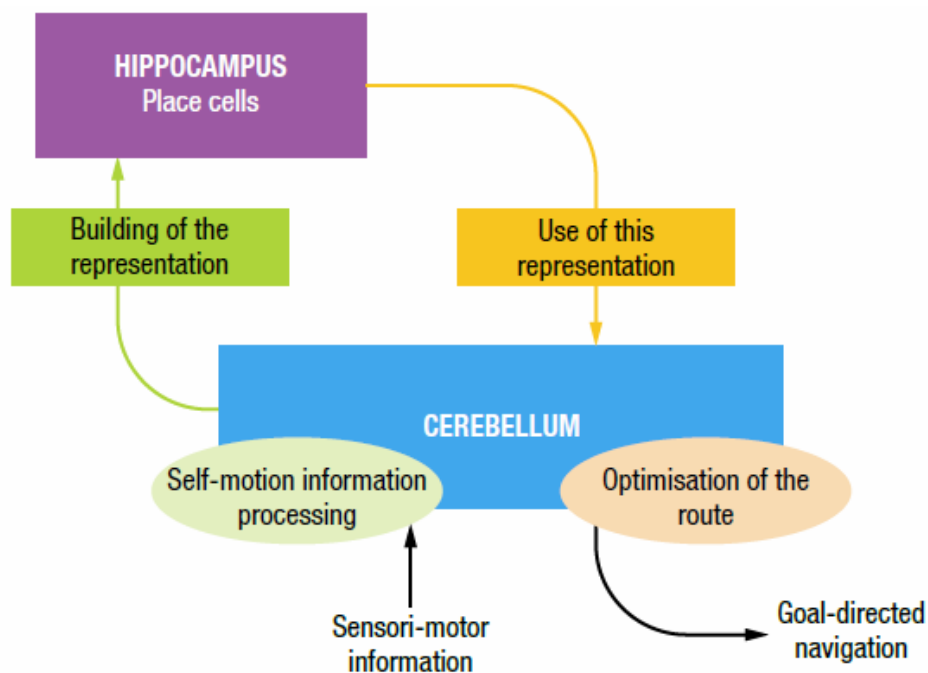 HIPPOCAMPUS
Place cells
Building of the
representation
Use of this
representation
CEREBELLUM
Self-motion information
processing
Optimisation of the
route
Sensori-motor
information
Goal-directed
navigation